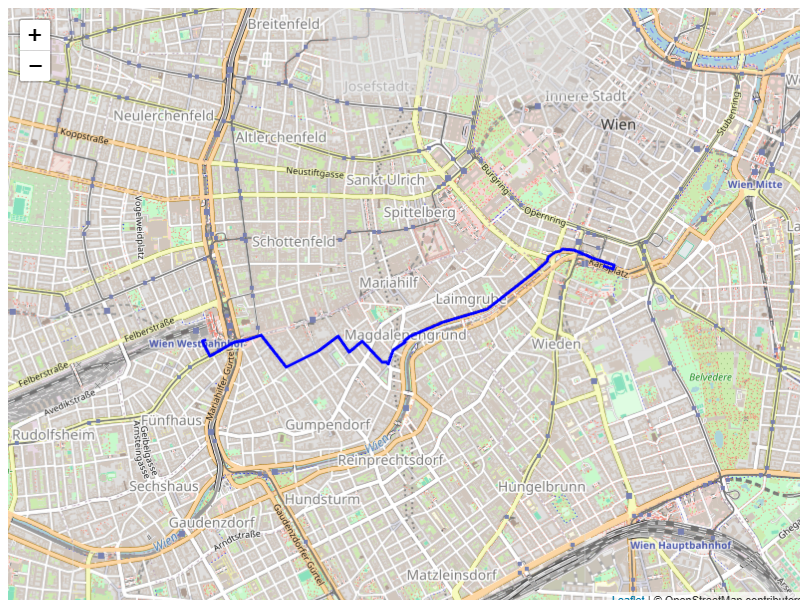 +
−
Breitenfeld
Josefstadt
Innere Stadt
Neulerchenfeld
Koppstraße
Altlerchenfeld
Wien
Stubenring
Neustiftgasse
Sankt Ulrich
Burgring
Wien Mitte
Vogelweidplatz
Spittelberg
Opernring
Schottenfeld
Karlsplatz
Mariahilf
Laimgrube
Felberstraße
Wien Westbahnhof
Magdalenengrund
Wieden
Felberstraße
Mariahilfer Gürtel
Belvedere
Avedikstraße
Fünfhaus
Gumpendorf
Rudolfsheim
Geibelgasse
Arnsteingasse
Wien
Reinprechtsdorf
Sechshaus
Hundsturm
Hungelbrunn
Gaudenzdorf
Gaudenzdorfer Gürtel
Arndtstraße
Wien
Wien Hauptbahnhof
Matzleinsdorf
Leaflet | © OpenStreetMap contributors